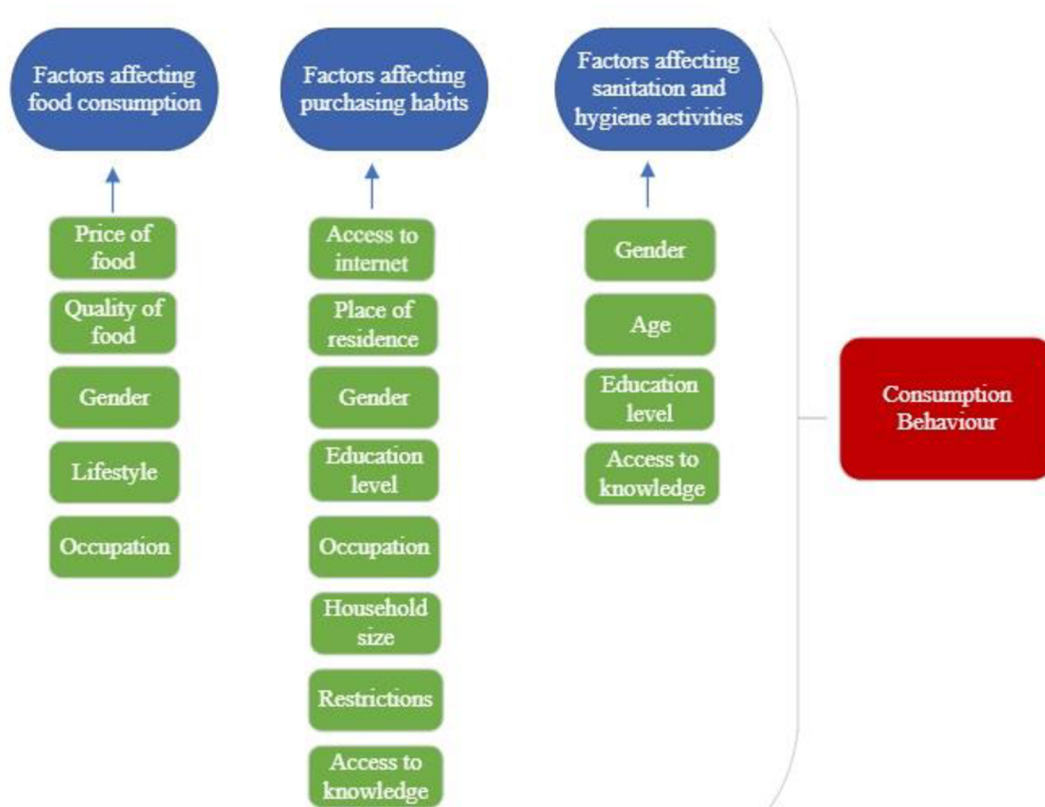 Factors affecting
food consumption
Price of
food
Quality of
food
Gender
Lifestyle
Occupation
Factors affecting
purchasing habits
Access to
internet
Place of
residence
Gender
Education
level
Occupation
Household
size
Restrictions
Access to
knowledge
Factors affecting
sanitation and
hygiene activities
Gender
Age
Education
level
Access to
knowledge
Consumption
Behaviour